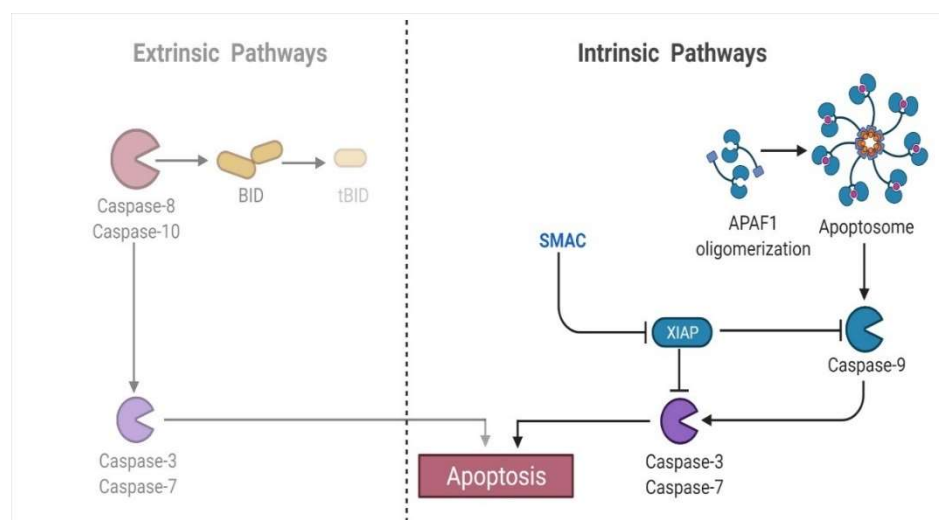 Extrinsic Pathways
Intrinsic Pathways
Caspase-8
Caspase-10
BID
tBID
APAF1
oligomerization
Apoptosome
SMAC
XIAP
Caspase-9
Caspase-3
Caspase-7
Apoptosis
Caspase-3
Caspase-7